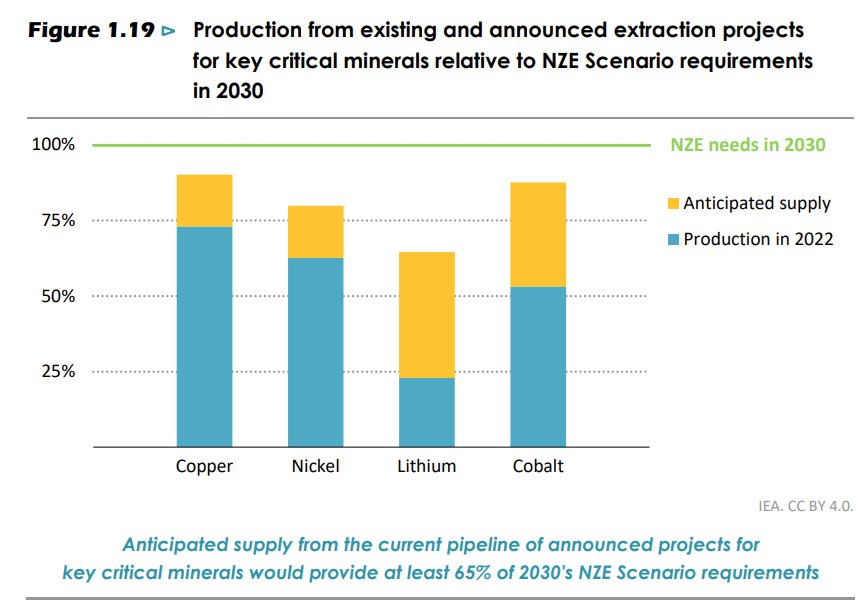 Figure 1.19 ▷ Production from existing and announced extraction projects
for key critical minerals relative to NZE Scenario requirements
in 2030
100%
NZE needs in 2030
75%
50%
25%
Anticipated supply
Production in 2022
Copper Nickel Lithium Cobalt
IEA. CC BY 4.0.
Anticipated supply from the current pipeline of announced projects for
key critical minerals would provide at least 65% of 2030's NZE Scenario requirements